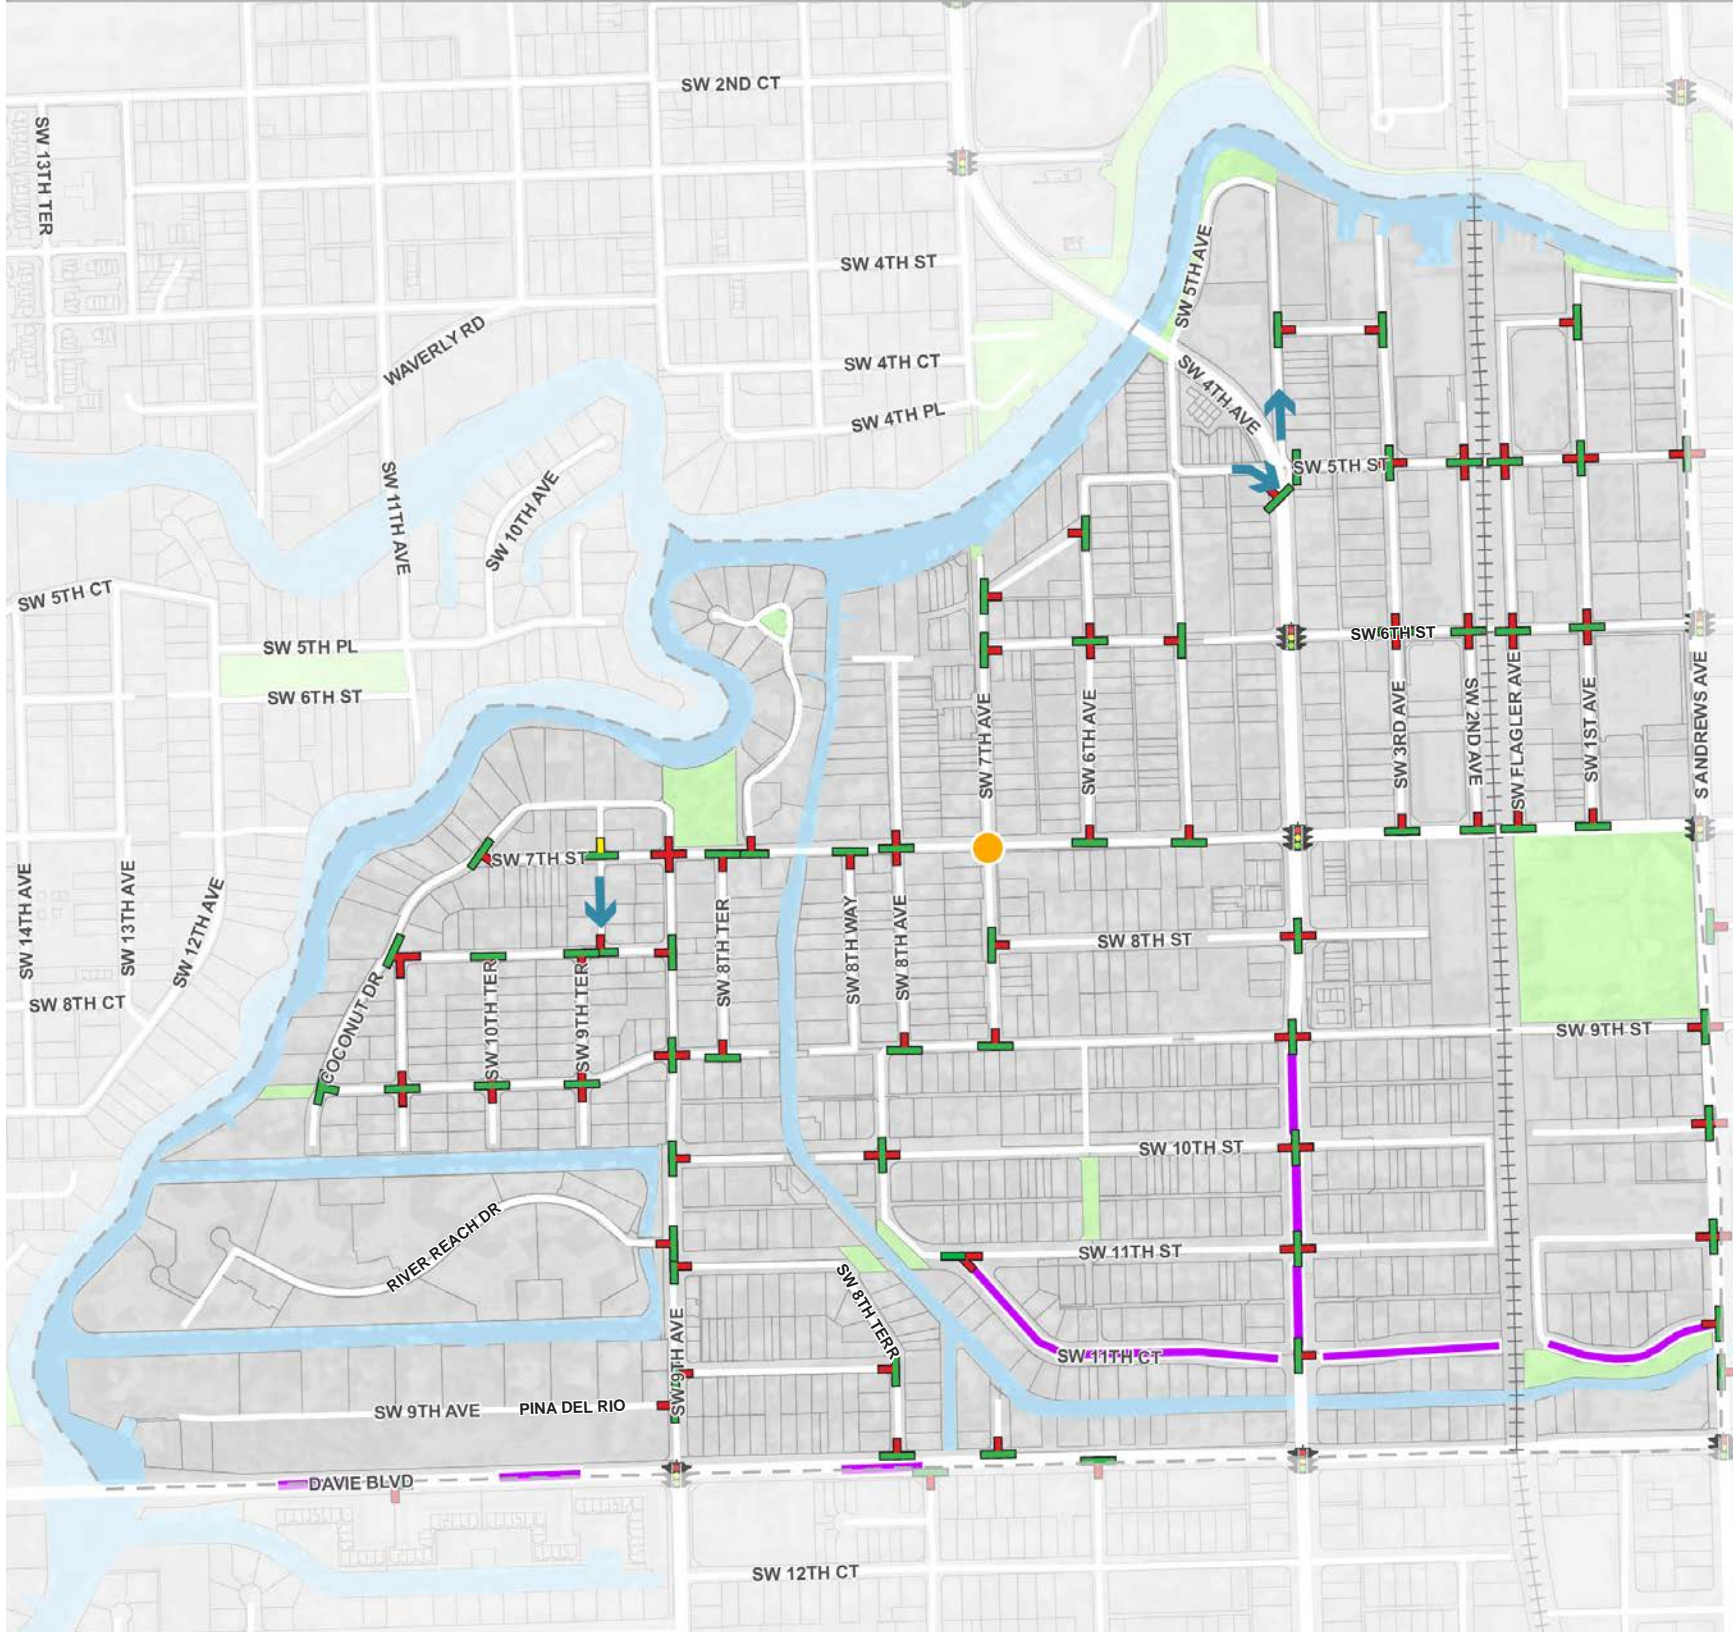 SW 2ND CT
SW 13TH TER
SW 4TH ST
SW 5TH AVE
WAVERLY RD
SW 4TH CT
SW 4TH AVE
SW 4TH PL
SW 5TH ST
SW 11TH AVE
SW 10TH AVE
SW 5TH CT
SW 5TH PL
SW 6TH ST
SW 6TH ST
SW 7TH AVE
SW 6TH AVE
SW 3RD AVE
SW 2ND AVE
SW FLAGLER AVE
SW 1ST AVE
S ANDREWS AVE
SW 7TH ST
SW 14TH AVE
SW 13TH AVE
SW 12TH AVE
SW 8TH TER
SW 8TH WAY
SW 8TH AVE
SW 8TH ST
SW 8TH CT
COCONUT DR
SW 10TH TER
SW 9TH TER
SW 9TH ST
SW 10TH ST
RIVER REACH DR
SW 11TH ST
SW 8TH TERR
SW 9TH AVE
SW 11TH CT
SW 9TH AVE
PINA DEL RIO
DAVIE BLVD
SW 12TH CT